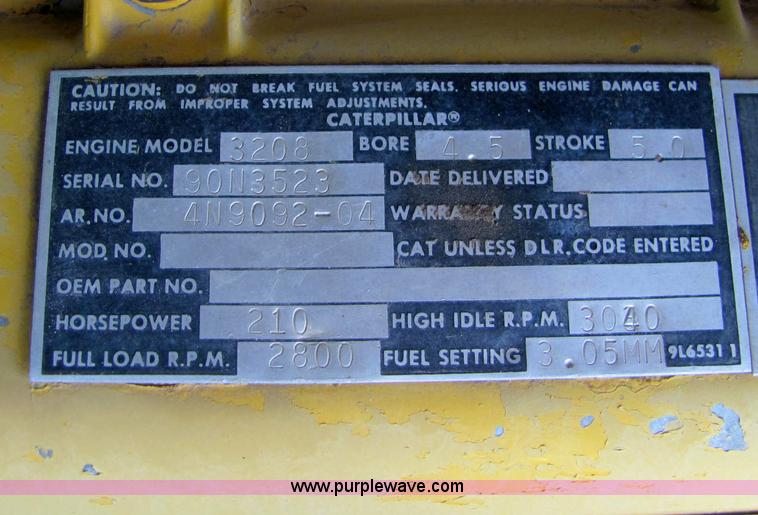 CAUTION: DO NOT BREAK FUEL SYSTEM SEALS. SERIOUS ENGINE DAMAGE CAN
RESULT FROM IMPROPER SYSTEM ADJUSTMENTS.
CATERPILLAR®
ENGINE MODEL 3208 BORE 4.5 STROKE 5.0
SERIAL NO. 90N3523 DATE DELIVERED
AR. NO. 4N9092-04 WARRANTY STATUS
MOD. NO. CAT UNLESS DLR. CODE ENTERED
OEM PART NO.
HORSEPOWER 210 HIGH IDLE R.P.M.
FULL LOAD R.P.M. 2800 FUEL SETTING 3.05MM 9L6531 1
www.purplewave.com